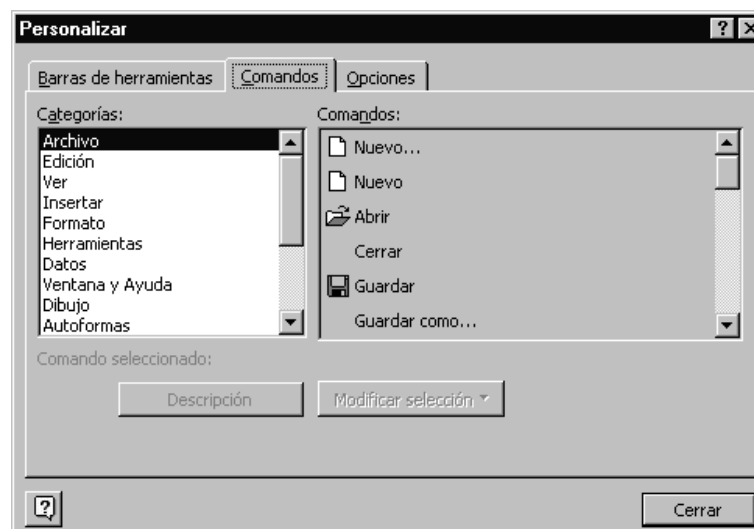 Personalizar
Barras de herramientas Comandos Opciones
Categorías:
Archivo
Edición
Ver
Insertar
Formato
Herramientas
Datos
Ventana y Ayuda
Dibujo
Autoformas
Comandos:
Nuevo...
Nuevo
Abrir
Cerrar
Guardar
Guardar como...
Comando seleccionado:
Descripción Modificar selección
Cerrar